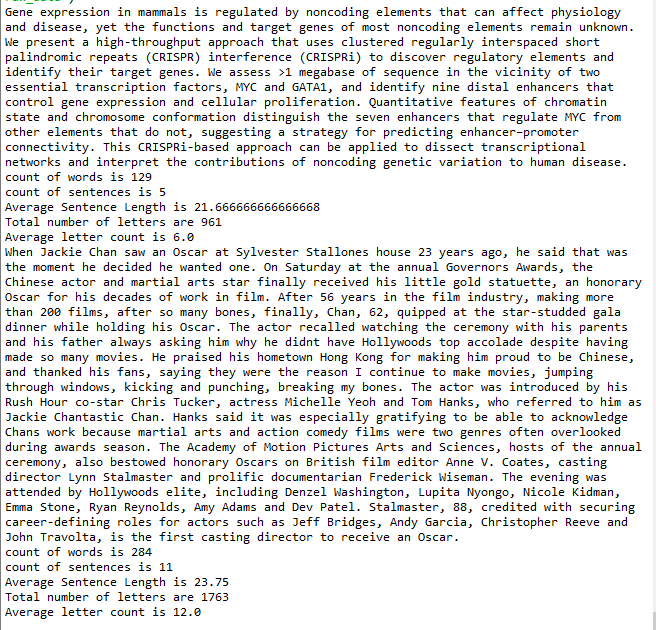 Gene expression in mammals is regulated by noncoding elements that can affect physiology
and disease, yet the functions and target genes of most noncoding elements remain unknown.
We present a high-throughput approach that uses clustered regularly interspaced short
palindromic repeats (CRISPR) interference (CRISPRi) to discover regulatory elements and
identify their target genes. We assess >1 megabase of sequence in the vicinity of two
essential transcription factors, MYC and GATA1, and identify nine distal enhancers that
control gene expression and cellular proliferation. Quantitative features of chromatin
state and chromosome conformation distinguish the seven enhancers that regulate MYC from
other elements that do not, suggesting a strategy for predicting enhancer-promoter
connectivity. This CRISPRi-based approach can be applied to dissect transcriptional
networks and interpret the contributions of noncoding genetic variation to human disease.
count of words is 129
count of sentences is 5
Average Sentence Length is 21.666666666666668
Total number of letters are 961
Average letter count is 6.0
When Jackie Chan saw an Oscar at Sylvester Stallones house 23 years ago, he said that was
the moment he decided he wanted one. On Saturday at the annual Governors Awards, the
Chinese actor and martial arts star finally received his little gold statuette, an honorary
Oscar for his decades of work in film. After 56 years in the film industry, making more
than 200 films, after so many bones, finally, Chan, 62, quipped at the star-studded gala
dinner while holding his Oscar. The actor recalled watching the ceremony with his parents
and his father always asking him why he didnt have Hollywoods top accolade despite having
made so many movies. He praised his hometown Hong Kong for making him proud to be Chinese,
and thanked his fans, saying they were the reason I continue to make movies, jumping
through windows, kicking and punching, breaking my bones. The actor was introduced by his
Rush Hour co-star Chris Tucker, actress Michelle Yeoh and Tom Hanks, who referred to him as
Jackie Chantastic Chan. Hanks said it was especially gratifying to be able to acknowledge
Chans work because martial arts and action comedy films were two genres often overlooked
during awards season. The Academy of Motion Pictures Arts and Sciences, hosts of the annual
ceremony, also bestowed honorary Oscars on British film editor Anne V. Coates, casting
director Lynn Stalmaster and prolific documentarian Frederick Wiseman. The evening was
attended by Hollywoods elite, including Denzel Washington, Lupita Nyongo, Nicole Kidman,
Emma Stone, Ryan Reynolds, Amy Adams and Dev Patel. Stalmaster, 88, credited with securing
career-defining roles for actors such as Jeff Bridges, Andy Garcia, Christopher Reeve and
John Travolta, is the first casting director to receive an Oscar.
count of words is 284
count of sentences is 11
Average Sentence Length is 23.75
Total number of letters are 1763
Average letter count is 12.0